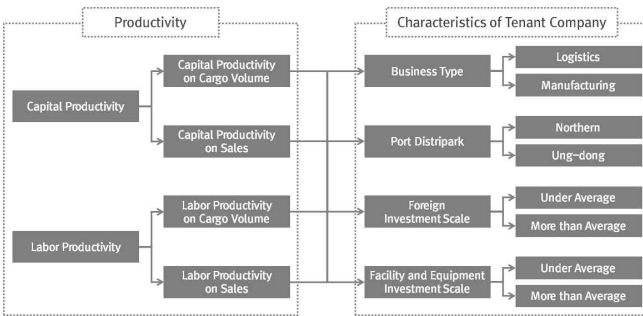 Productivity
Characteristics of Tenant Company
Capital Productivity
Capital Productivity
on Cargo Volume
Capital Productivity
on Sales
Labor Productivity
Labor Productivity
on Cargo Volume
Labor Productivity
on Sales
Business Type
Logistics
Manufacturing
Port Distripark
Northern
Ung-dong
Foreign
Investment Scale
Under Average
More than Average
Facility and Equipment
Investment Scale
Under Average
More than Average